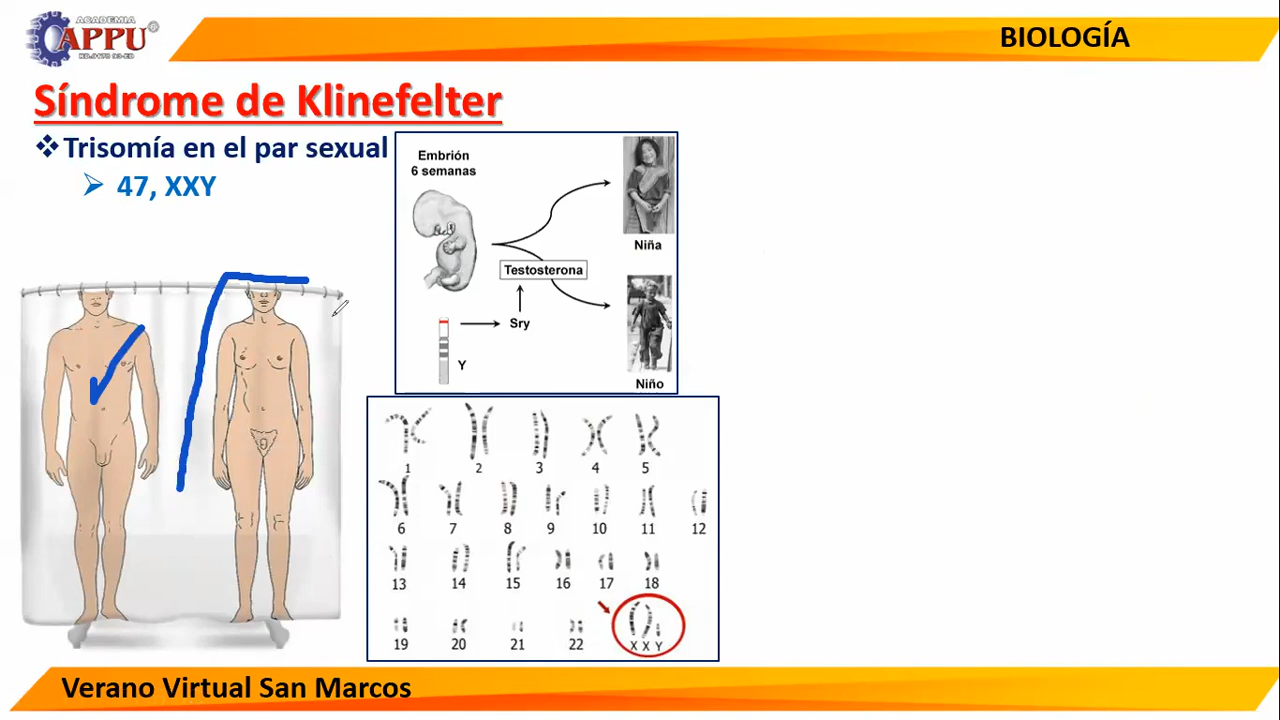 ACADEMIA
APPU
BIOLOGÍA
Síndrome de Klinefelter
❖Trisomía en el par sexual
➢ 47, XXY
Embrión
6 semanas
Niña
Testosterona
Sry
Y
Niño
1 2 3 4 5
6 7 8 9 10 11 12
13 14 15 16 17 18
19 20 21 22 X X Y
Verano Virtual San Marcos